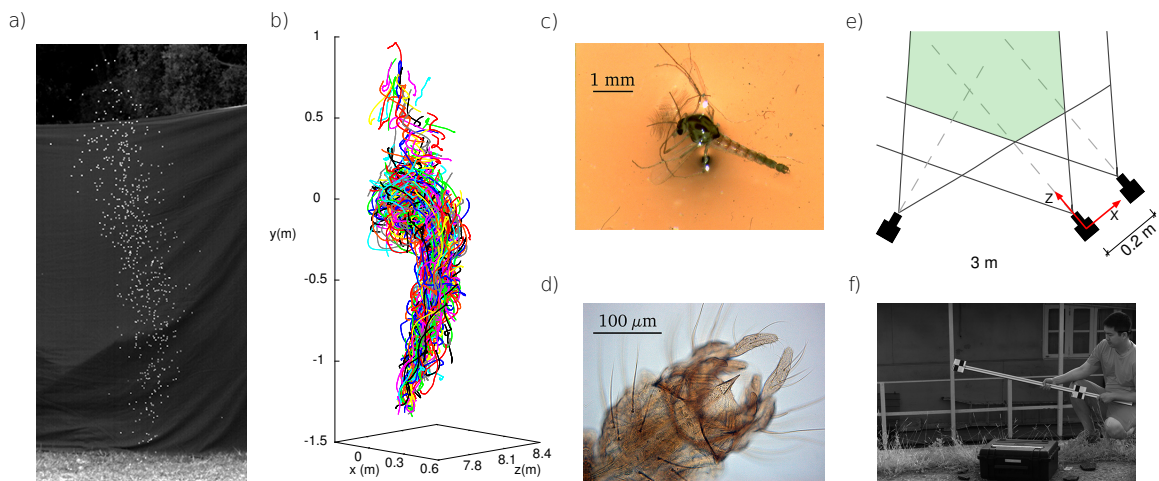 a)
b)
1
0.5
0
y(m)
-0.5
-1
-1.5
0
x (m)
0.3
0.6
7.8
8.1
z(m)
8.4
c)
1 mm
d)
100 μm
e)
z
x
0.2 m
3 m
f)